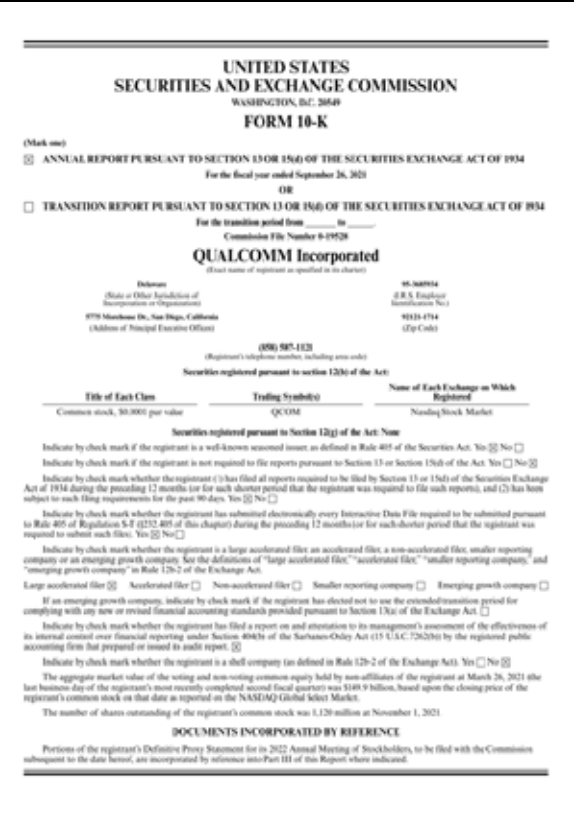 UNITED STATES
SECURITIES AND EXCHANGE COMMISSION
WASHINGTON, D.C. 20549
FORM 10-K
(Mark one)
☒ ANNUAL REPORT PURSUANT TO SECTION 13 OR 15(d) OF THE SECURITIES EXCHANGE ACT OF 1934
For the fiscal year ended September 26, 2021
OR
☐ TRANSITION REPORT PURSUANT TO SECTION 13 OR 15(d) OF THE SECURITIES EXCHANGE ACT OF 1934
For the transition period from ______ to ______.
Commission File Number 0-19528
QUALCOMM Incorporated
(Exact name of registrant as specified in its charter)
Delaware 95-3685934
(State or Other Jurisdiction of (I.R.S. Employer
Incorporation or Organization) Identification No.)
5775 Morehouse Dr., San Diego, California 92121-1714
(Address of Principal Executive Offices) (Zip Code)
(858) 587-1121
(Registrant's telephone number, including area code)
Securities registered pursuant to section 12(b) of the Act:
Name of Each Exchange on Which
Title of Each Class Trading Symbol(s) Registered
Common stock, $0.0001 par value QCOM Nasdaq Stock Market
Securities registered pursuant to Section 12(g) of the Act: None
Indicate by check mark if the registrant is a well-known seasoned issuer, as defined in Rule 405 of the Securities Act. Yes ☒ No ☐
Indicate by check mark if the registrant is not required to file reports pursuant to Section 13 or Section 15(d) of the Act. Yes ☐ No ☒
Indicate by check mark whether the registrant (1) has filed all reports required to be filed by Section 13 or 15(d) of the Securities Exchange
Act of 1934 during the preceding 12 months (or for such shorter period that the registrant was required to file such reports), and (2) has been
subject to such filing requirements for the past 90 days. Yes ☒ No ☐
Indicate by check mark whether the registrant has submitted electronically every Interactive Data File required to be submitted pursuant
to Rule 405 of Regulation S-T (§232.405 of this chapter) during the preceding 12 months (or for such shorter period that the registrant was
required to submit such files). Yes ☒ No ☐
Indicate by check mark whether the registrant is a large accelerated filer, an accelerated filer, a non-accelerated filer, smaller reporting
company or an emerging growth company. See the definitions of "large accelerated filer," "accelerated filer," "smaller reporting company," and
"emerging growth company" in Rule 12b-2 of the Exchange Act.
Large accelerated filer ☒ Accelerated filer ☐ Non-accelerated filer ☐ Smaller reporting company ☐ Emerging growth company ☐
If an emerging growth company, indicate by check mark if the registrant has elected not to use the extended transition period for
complying with any new or revised financial accounting standards provided pursuant to Section 13(a) of the Exchange Act. ☐
Indicate by check mark whether the registrant has filed a report on and attestation to its management's assessment of the effectiveness of
its internal control over financial reporting under Section 404(b) of the Sarbanes-Oxley Act (15 U.S.C. 7262(b)) by the registered public
accounting firm that prepared or issued its audit report. ☒
Indicate by check mark whether the registrant is a shell company (as defined in Rule 12b-2 of the Exchange Act). Yes ☐ No ☒
The aggregate market value of the voting and non-voting common equity held by non-affiliates of the registrant at March 26, 2021 (the
last business day of the registrant's most recently completed second fiscal quarter) was $149.9 billion, based upon the closing price of the
registrant's common stock on that date as reported on the NASDAQ Global Select Market.
The number of shares outstanding of the registrant's common stock was 1,120 million at November 1, 2021.
DOCUMENTS INCORPORATED BY REFERENCE
Portions of the registrant's Definitive Proxy Statement for its 2022 Annual Meeting of Stockholders, to be filed with the Commission
subsequent to the date hereof, are incorporated by reference into Part III of this Report where indicated.